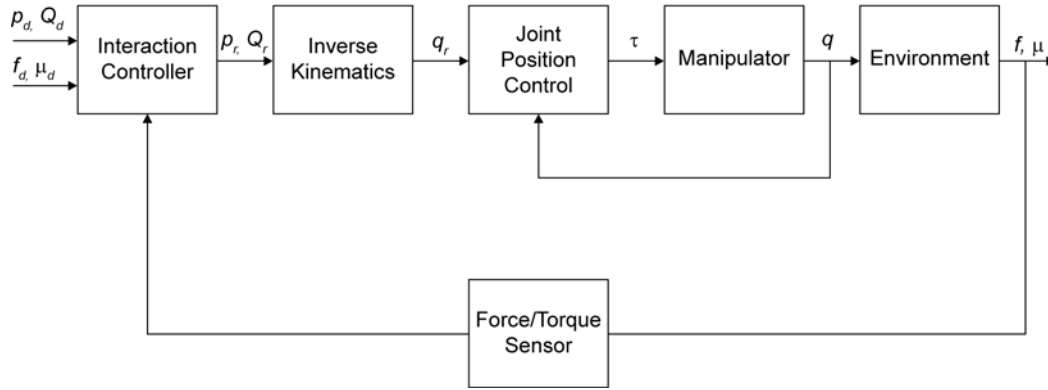 p_d, Q_d
f_d, μ_d
Interaction
Controller
p_r, Q_r
Inverse
Kinematics
q_r
Joint
Position
Control
τ
Manipulator
q
Environment
f, μ
Force/Torque
Sensor